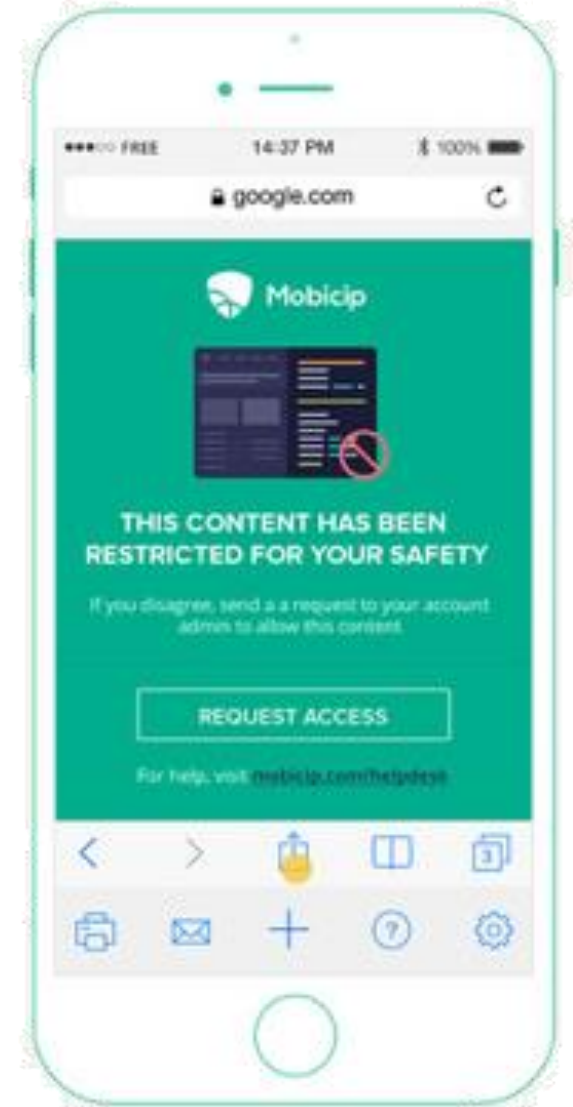 FREE 14:37 PM 100%
google.com
Mobicip
THIS CONTENT HAS BEEN
RESTRICTED FOR YOUR SAFETY
If you disagree, send a a request to your account
admin to allow this content
REQUEST ACCESS
For help, visit mobicip.com/helpdesk
3
?